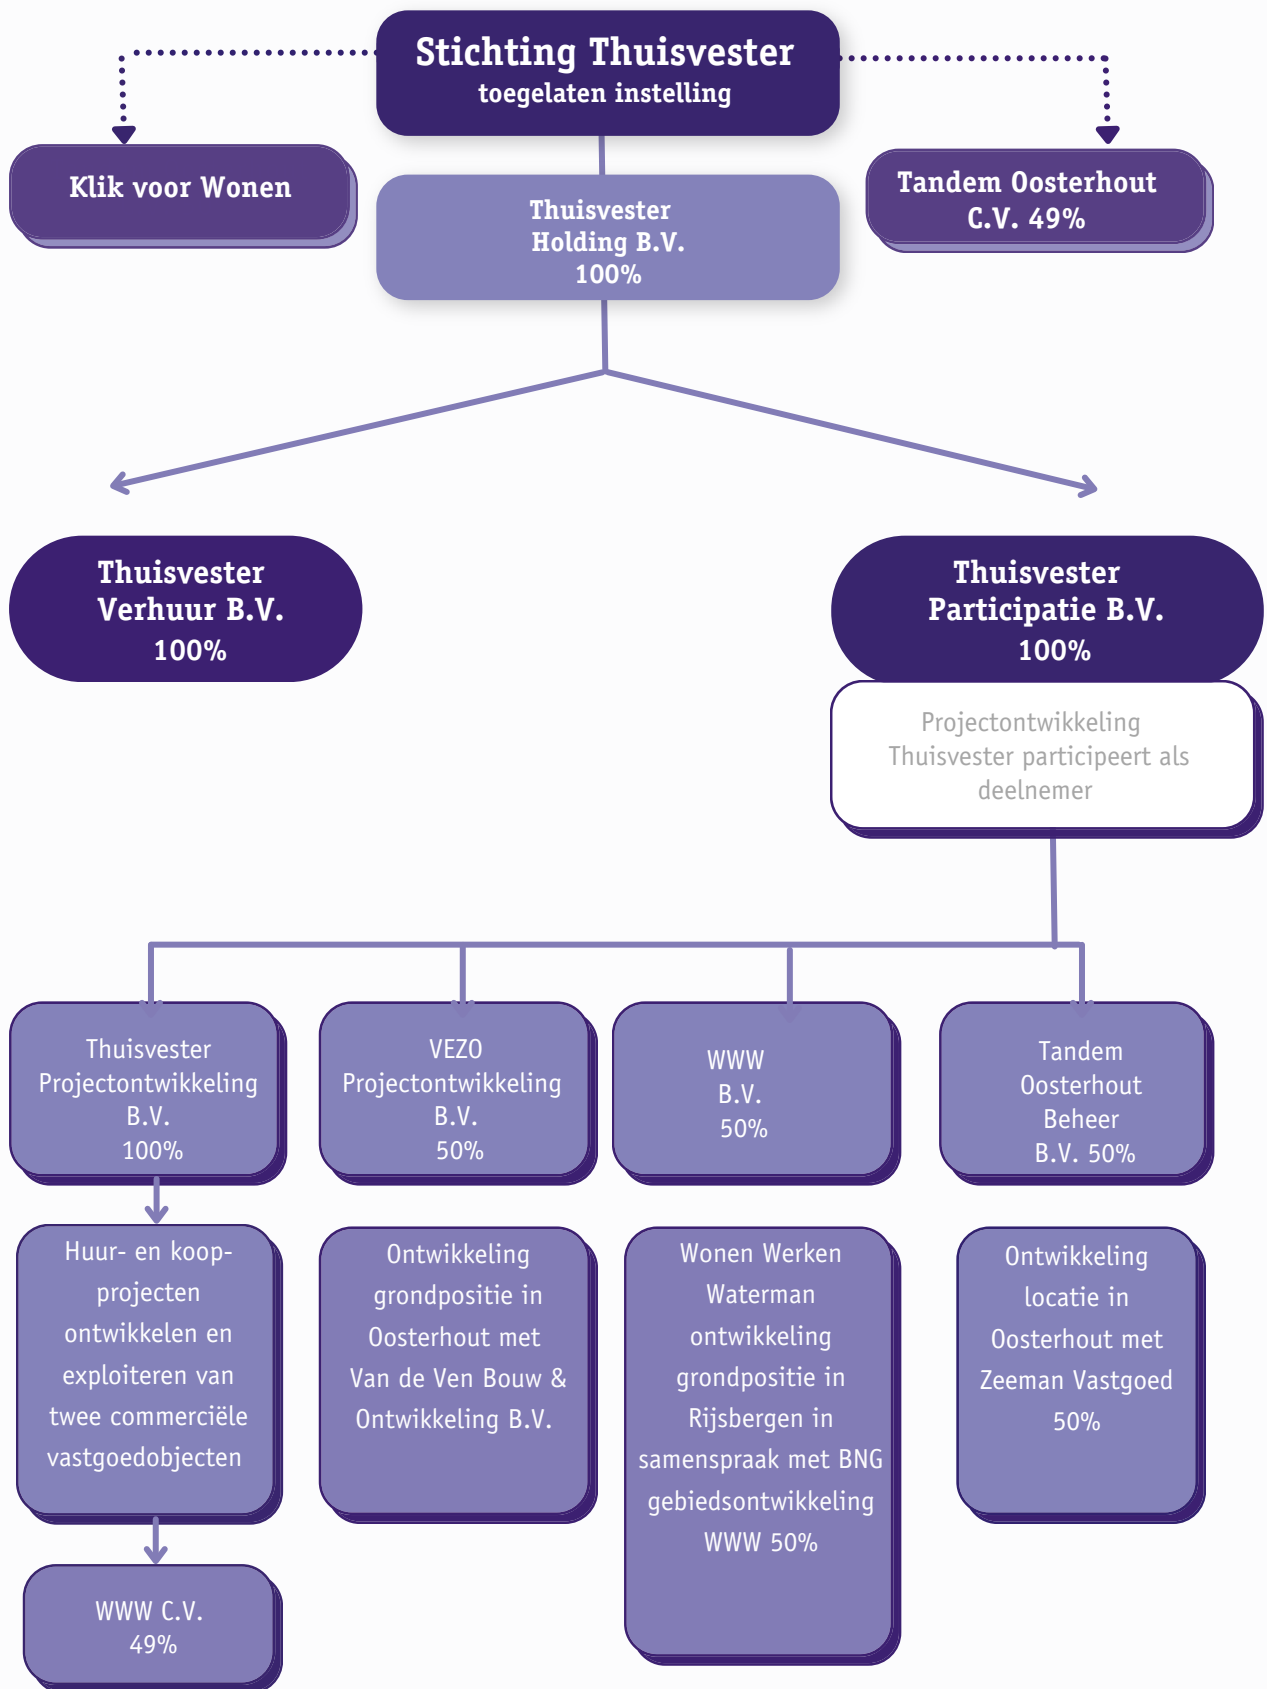 Stichting Thuisvester
toegelaten instelling
Klik voor Wonen
Thuisvester
Holding B.V.
100%
Tandem Oosterhout
C.V. 49%
Thuisvester
Verhuur B.V.
100%
Thuisvester
Participatie B.V.
100%
Projectontwikkeling
Thuisvester participeert als
deelnemer
Thuisvester
Projectontwikkeling
B.V.
100%
VEZO
Projectontwikkeling
B.V.
50%
WWW
B.V.
50%
Tandem
Oosterhout
Beheer
B.V. 50%
Huur- en koop-
projecten
ontwikkelen en
exploiteren van
twee commerciële
vastgoedobjecten
Ontwikkeling
grondpositie in
Oosterhout met
Van de Ven Bouw &
Ontwikkeling B.V.
Wonen Werken
Waterman
ontwikkeling
grondpositie in
Rijsbergen in
samenspraak met BNG
gebiedsontwikkeling
WWW 50%
Ontwikkeling
locatie in
Oosterhout met
Zeeman Vastgoed
50%
WWW C.V.
49%